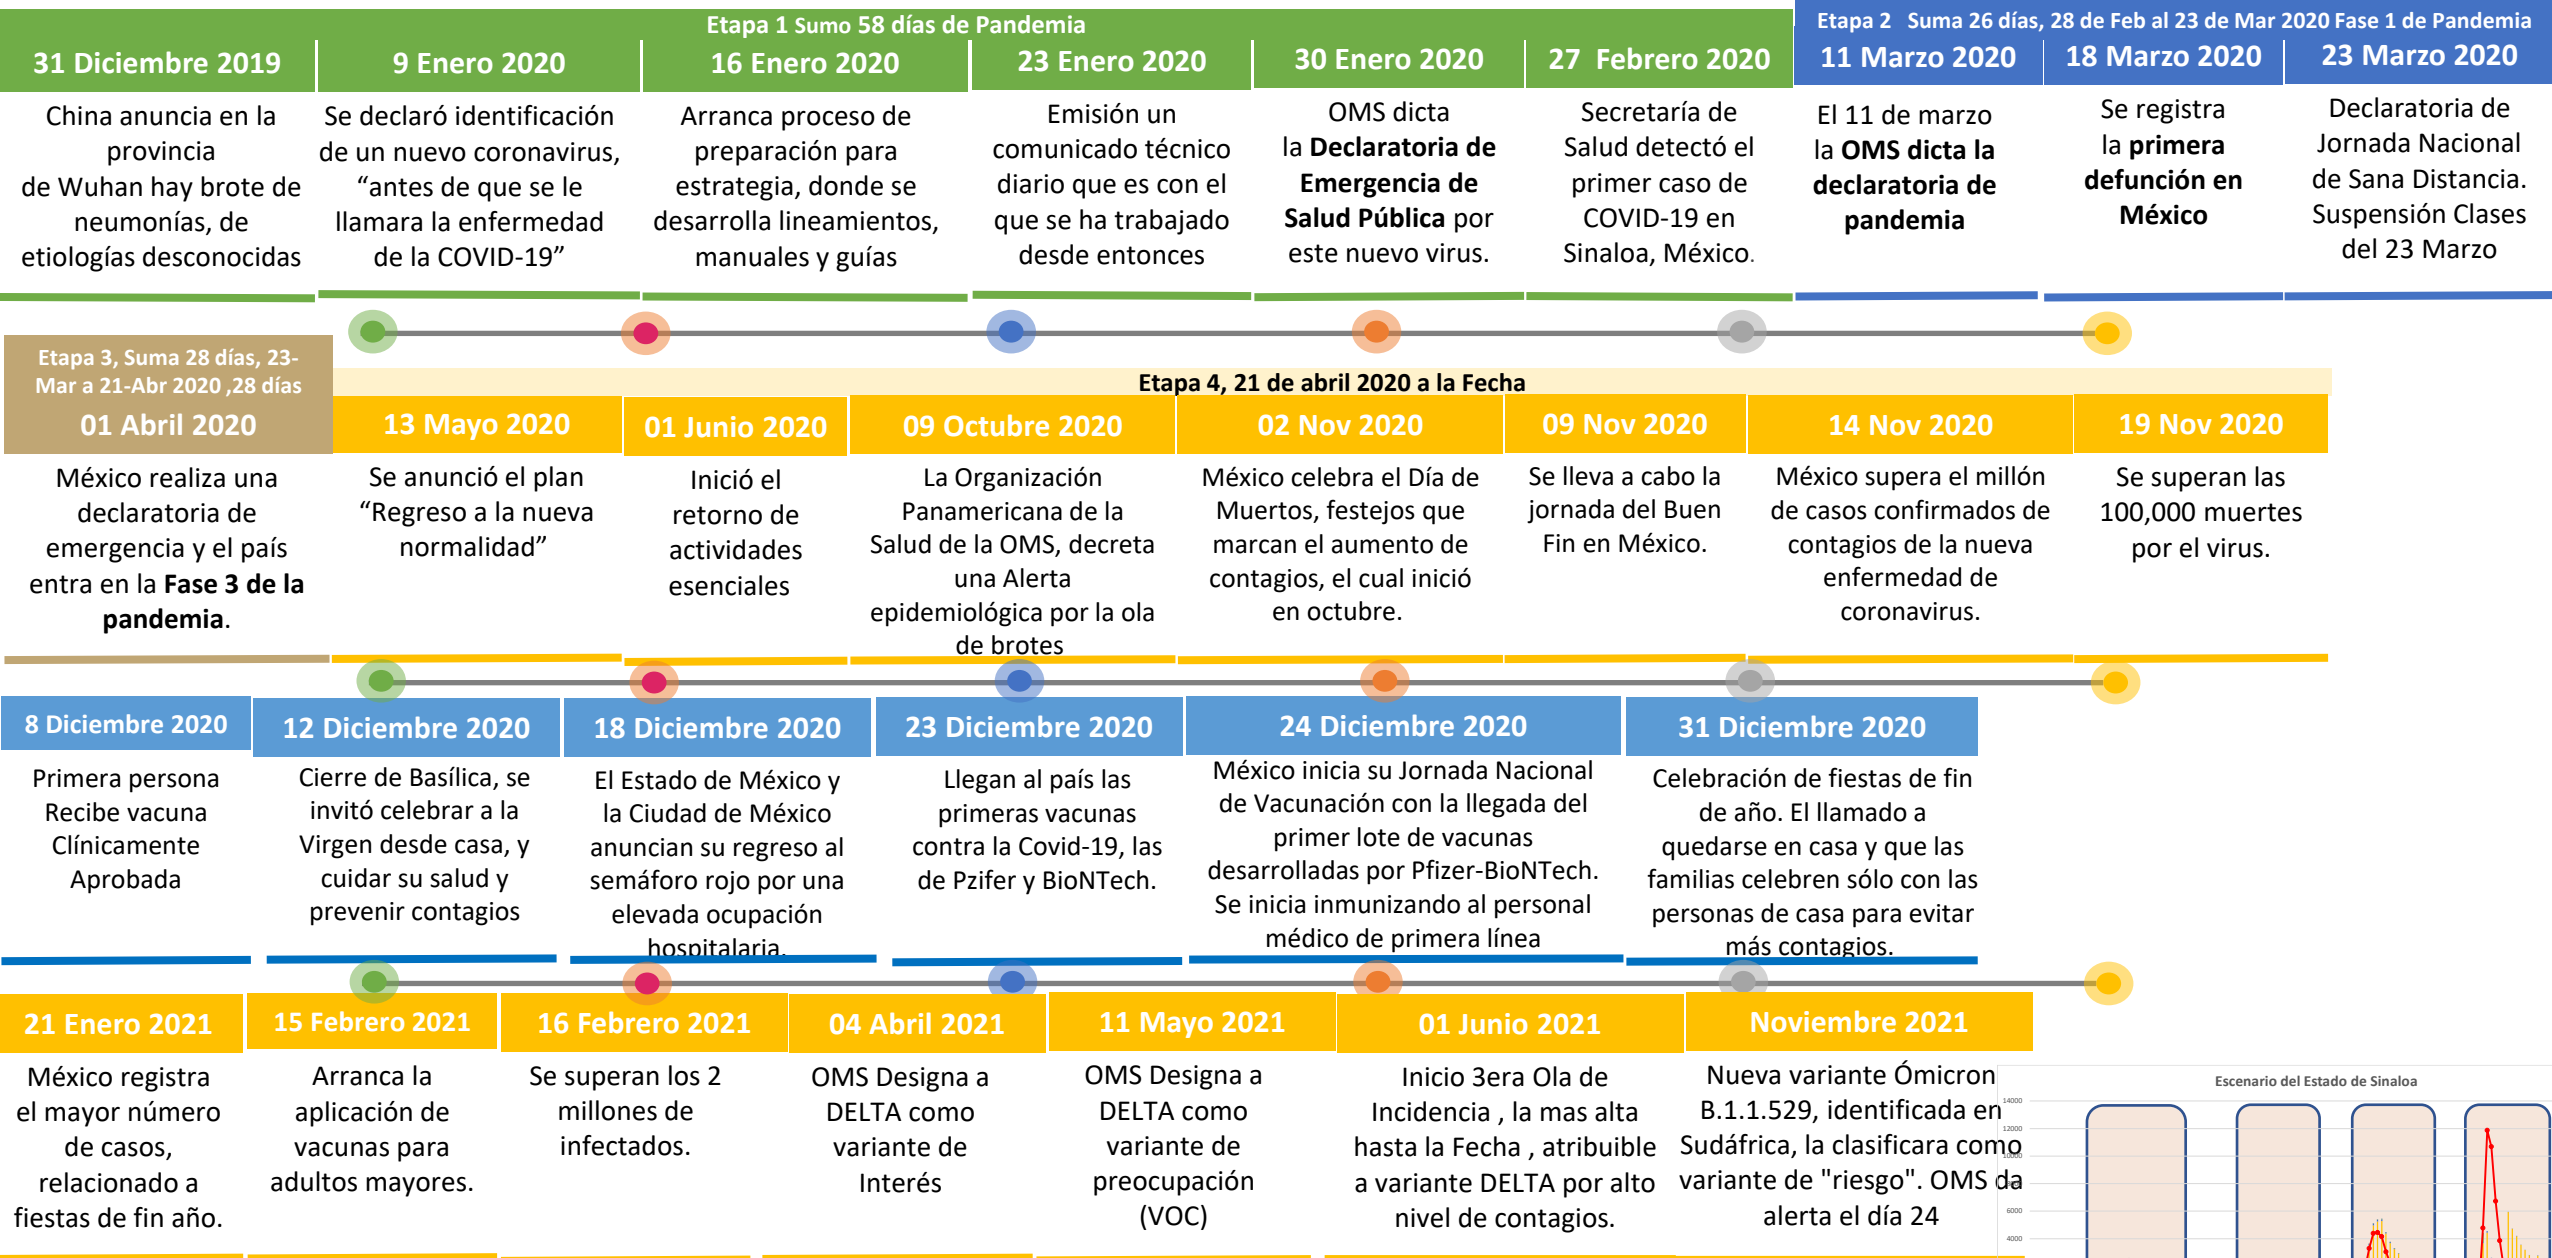 Etapa 1 Sumo 58 días de Pandemia
31 Diciembre 2019
China anuncia en la
provincia
de Wuhan hay brote de
neumonías, de
etiologías desconocidas
9 Enero 2020
Se declaró identificación
de un nuevo coronavirus,
“antes de que se le
llamara la enfermedad
de la COVID-19”
16 Enero 2020
Arranca proceso de
preparación para
estrategia, donde se
desarrolla lineamientos,
manuales y guías
23 Enero 2020
Emisión un
comunicado técnico
diario que es con el
que se ha trabajado
desde entonces
30 Enero 2020
OMS dicta
la Declaratoria de
Emergencia de
Salud Pública por
este nuevo virus.
27 Febrero 2020
Secretaría de
Salud detectó el
primer caso de
COVID-19 en
Sinaloa, México.
Etapa 2 Suma 26 días, 28 de Feb al 23 de Mar 2020 Fase 1 de Pandemia
11 Marzo 2020
El 11 de marzo
la OMS dicta la
declaratoria de
pandemia
18 Marzo 2020
Se registra
la primera
defunción en
México
23 Marzo 2020
Declaratoria de
Jornada Nacional
de Sana Distancia.
Suspensión Clases
del 23 Marzo
Etapa 3, Suma 28 días, 23-
Mar a 21-Abr 2020 ,28 días
01 Abril 2020
México realiza una
declaratoria de
emergencia y el país
entra en la Fase 3 de la
pandemia.
Etapa 4, 21 de abril 2020 a la Fecha
13 Mayo 2020
Se anunció el plan
“Regreso a la nueva
normalidad”
01 Junio 2020
Inició el
retorno de
actividades
esenciales
09 Octubre 2020
La Organización
Panamericana de la
Salud de la OMS, decreta
una Alerta
epidemiológica por la ola
de brotes
02 Nov 2020
México celebra el Día de
Muertos, festejos que
marcan el aumento de
contagios, el cual inició
en octubre.
09 Nov 2020
Se lleva a cabo la
jornada del Buen
Fin en México.
14 Nov 2020
México supera el millón
de casos confirmados de
contagios de la nueva
enfermedad de
coronavirus.
19 Nov 2020
Se superan las
100,000 muertes
por el virus.
8 Diciembre 2020
Primera persona
Recibe vacuna
Clínicamente
Aprobada
12 Diciembre 2020
Cierre de Basílica, se
invitó celebrar a la
Virgen desde casa, y
cuidar su salud y
prevenir contagios
18 Diciembre 2020
El Estado de México y
la Ciudad de México
anuncian su regreso al
semáforo rojo por una
elevada ocupación
hospitalaria.
23 Diciembre 2020
Llegan al país las
primeras vacunas
contra la Covid-19, las
de Pzifer y BioNTech.
24 Diciembre 2020
México inicia su Jornada Nacional
de Vacunación con la llegada del
primer lote de vacunas
desarrolladas por Pfizer-BioNTech.
Se inicia inmunizando al personal
médico de primera línea
31 Diciembre 2020
Celebración de fiestas de fin
de año. El llamado a
quedarse en casa y que las
familias celebren sólo con las
personas de casa para evitar
más contagios.
21 Enero 2021
México registra
el mayor número
de casos,
relacionado a
fiestas de fin año.
15 Febrero 2021
Arranca la
aplicación de
vacunas para
adultos mayores.
16 Febrero 2021
Se superan los 2
millones de
infectados.
04 Abril 2021
OMS Designa a
DELTA como
variante de
Interés
11 Mayo 2021
OMS Designa a
DELTA como
variante de
preocupación
(VOC)
01 Junio 2021
Inicio 3era Ola de
Incidencia , la mas alta
hasta la Fecha , atribuible
a variante DELTA por alto
nivel de contagios.
Noviembre 2021
Nueva variante Ómicron
B.1.1.529, identificada en
Sudáfrica, la clasificara como
variante de "riesgo". OMS da
alerta el día 24
Escenario del Estado de Sinaloa
14000
12000
10000
6000
4000